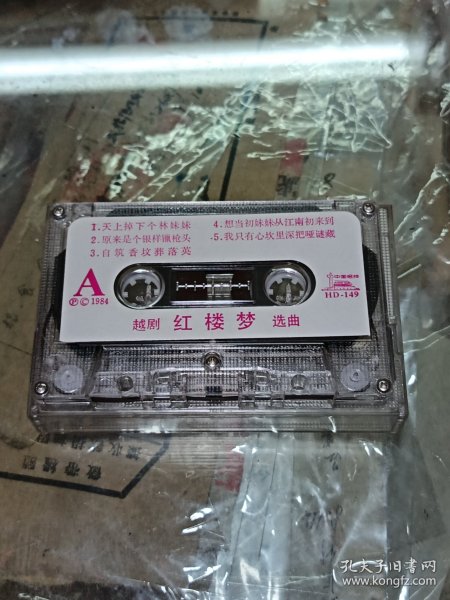 1.天上掉下个林妹妹
2.原来是个银样镴枪头
3.自筑香坟葬落英
4.想当初妹妹从江南初来到
5.我只有心坎里深把哑谜藏
A
Ⓟ©1984
中国唱片
HD-149
越剧 红楼梦 选曲
孔夫子旧书网
www.kongfz.com